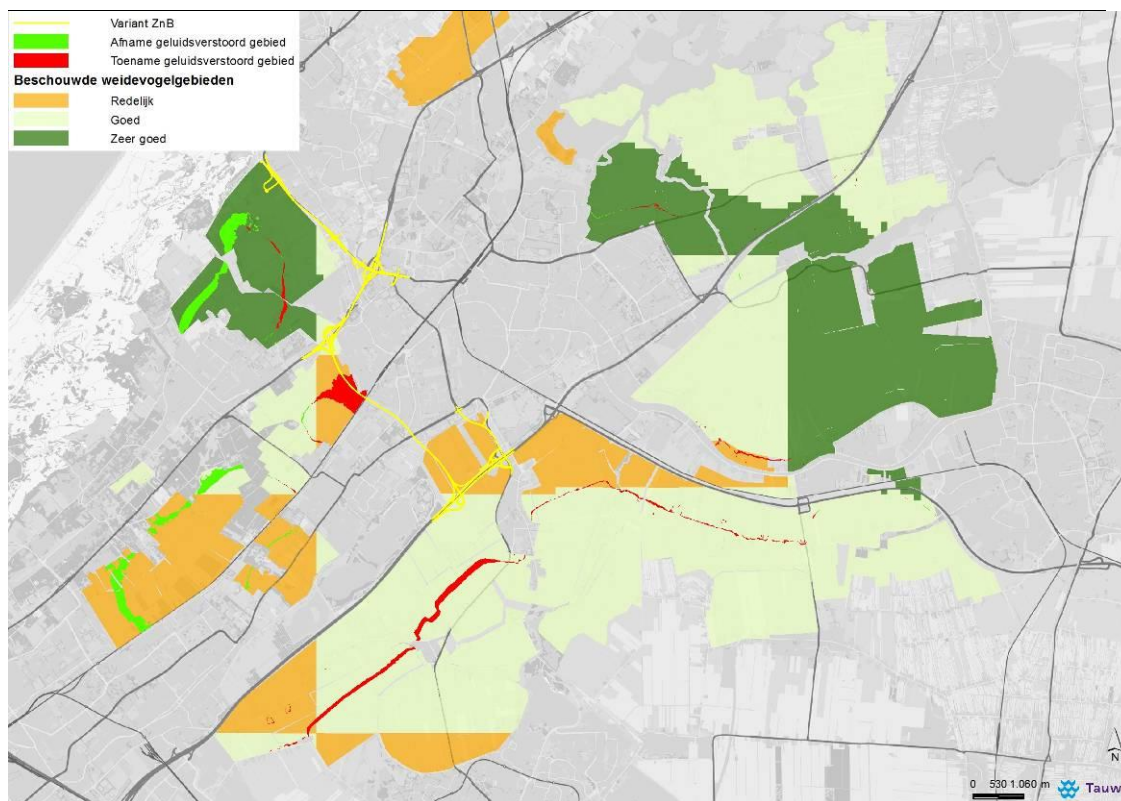 Variant ZnB
Afname geluidsverstoord gebied
Toename geluidsverstoord gebied
Beschouwde weidevogelgebieden
Redelijk
Goed
Zeer goed
N
0 530 1.060 m
Tauw